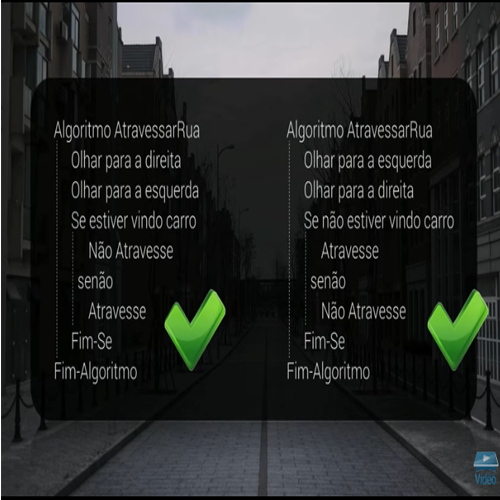 Algoritmo AtravessarRua
Olhar para a direita
Olhar para a esquerda
Se estiver vindo carro
Não Atravesse
senão
Atravesse
Fim-Se
Fim-Algoritmo
Algoritmo AtravessarRua
Olhar para a esquerda
Olhar para a direita
Se não estiver vindo carro
Atravesse
senão
Não Atravesse
Fim-Se
Fim-Algoritmo